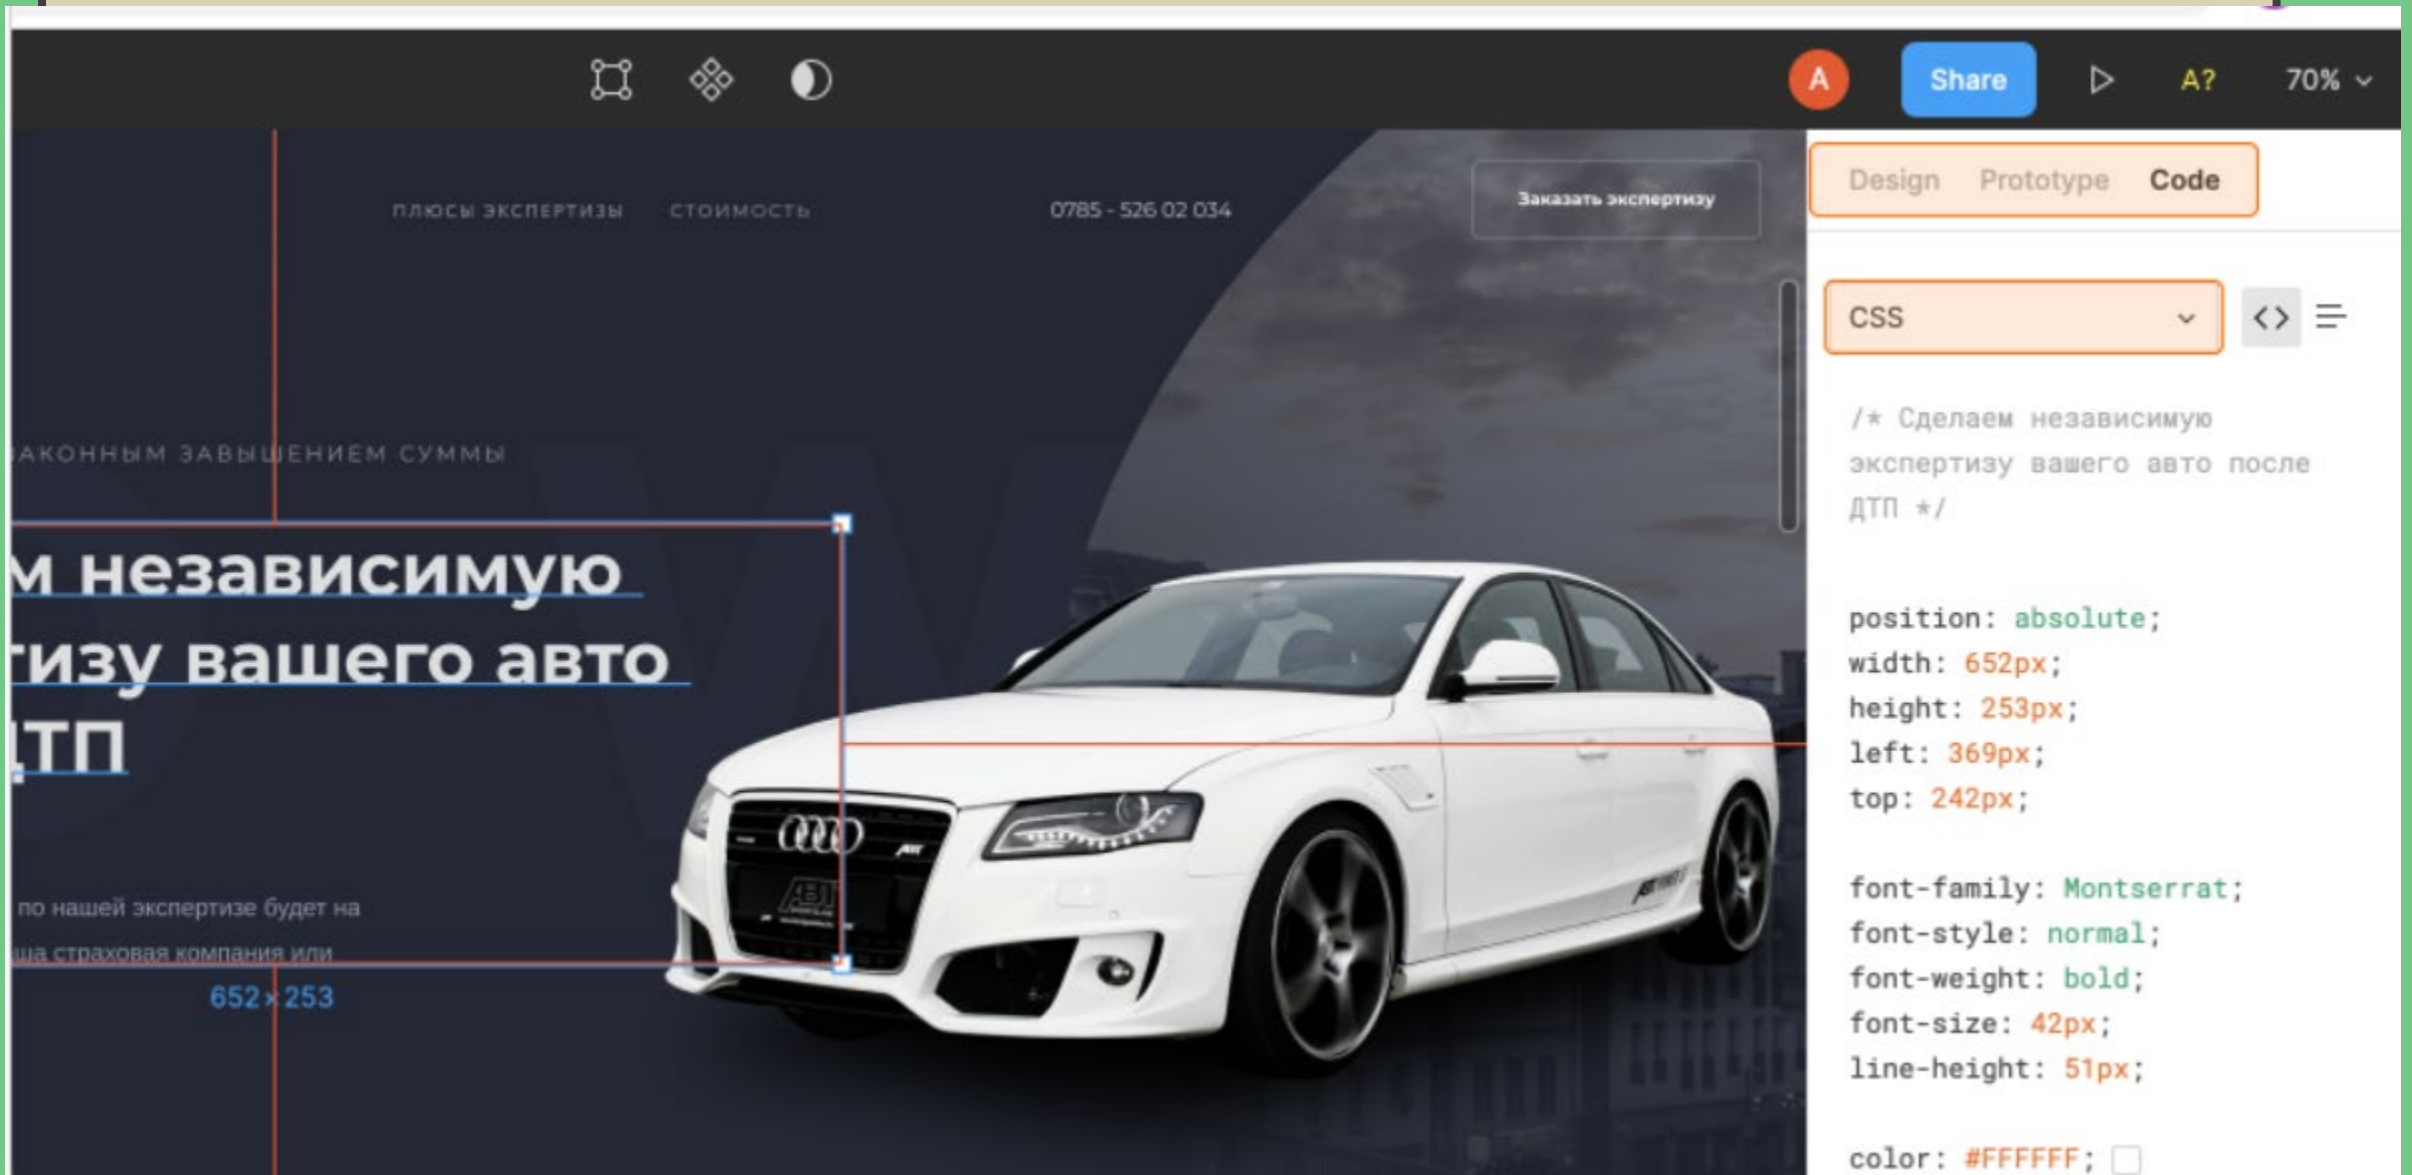 A
Share
A?
70%
Design Prototype Code
ПЛЮСЫ ЭКСПЕРТИЗЫ СТОИМОСТЬ 0785 - 526 02 034 Заказать экспертизу
CSS
/* Сделаем независимую
экспертизу вашего авто после
ДТП */
АКОННЫМ ЗАВЫШЕНИЕМ СУММЫ
м независимую
тизу вашего авто
ДТП
по нашей экспертизе будет на
ша страховая компания или
652 × 253
ABT
position: absolute;
width: 652px;
height: 253px;
left: 369px;
top: 242px;
font-family: Montserrat;
font-style: normal;
font-weight: bold;
font-size: 42px;
line-height: 51px;
color: #FFFFFF;